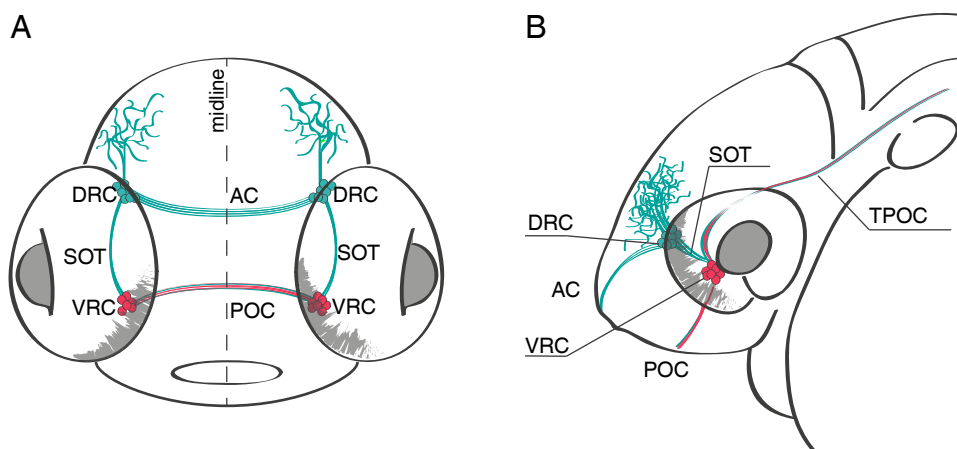 A
midline
DRC
AC
DRC
SOT
SOT
VRC
POC
VRC
B
SOT
DRC
TPOC
AC
VRC
POC